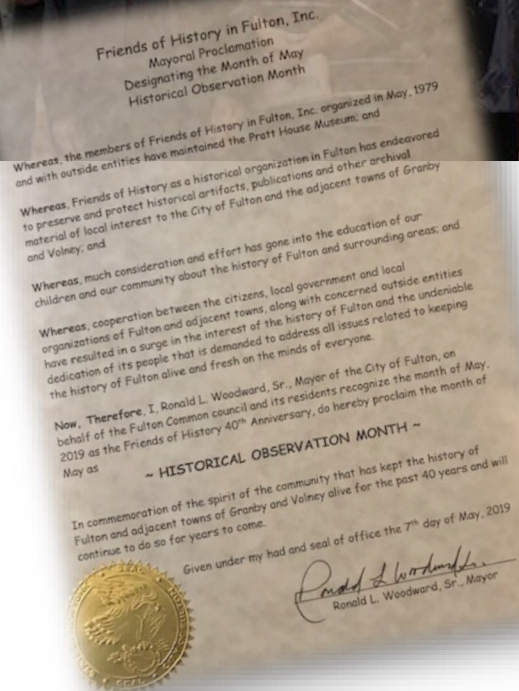 Friends of History in Fulton, Inc.
Mayoral Proclamation
Designating the Month of May
Historical Observation Month
Whereas, the members of Friends of History in Fulton, Inc. organized in May, 1979
and with outside entities have maintained the Pratt House Museum; and
Whereas, Friends of History as a historical organization in Fulton has endeavored
to preserve and protect historical artifacts, publications and other archival
material of local interest to the City of Fulton and the adjacent towns of Granby
and Volney; and
Whereas, much consideration and effort has gone into the education of our
children and our community about the history of Fulton and surrounding areas; and
Whereas, cooperation between the citizens, local government and local
organizations of Fulton and adjacent towns, along with concerned outside entities
have resulted in a surge in the interest of the history of Fulton and the undeniable
dedication of its people that is demanded to address all issues related to keeping
the history of Fulton alive and fresh on the minds of everyone.
Now, Therefore, I, Ronald L. Woodward, Sr., Mayor of the City of Fulton, on
behalf of the Fulton Common council and its residents recognize the month of May,
2019 as the Friends of History 40th Anniversary, do hereby proclaim the month of
May as
~ HISTORICAL OBSERVATION MONTH ~
In commemoration of the spirit of the community that has kept the history of
Fulton and adjacent towns of Granby and Volney alive for the past 40 years and will
continue to do so for years to come.
Given under my had and seal of office the 7th day of May, 2019
Ronald L Woodward Sr.
Ronald L. Woodward, Sr., Mayor
SEAL